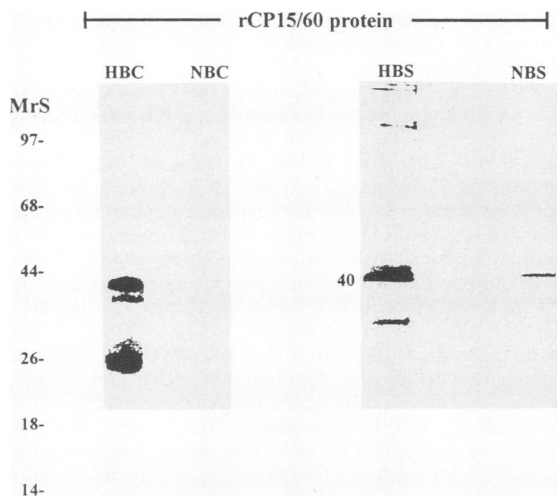 rCP15/60 protein
HBC NBC HBS NBS
MrS
97-
68-
44-
40
26-
18-
14-